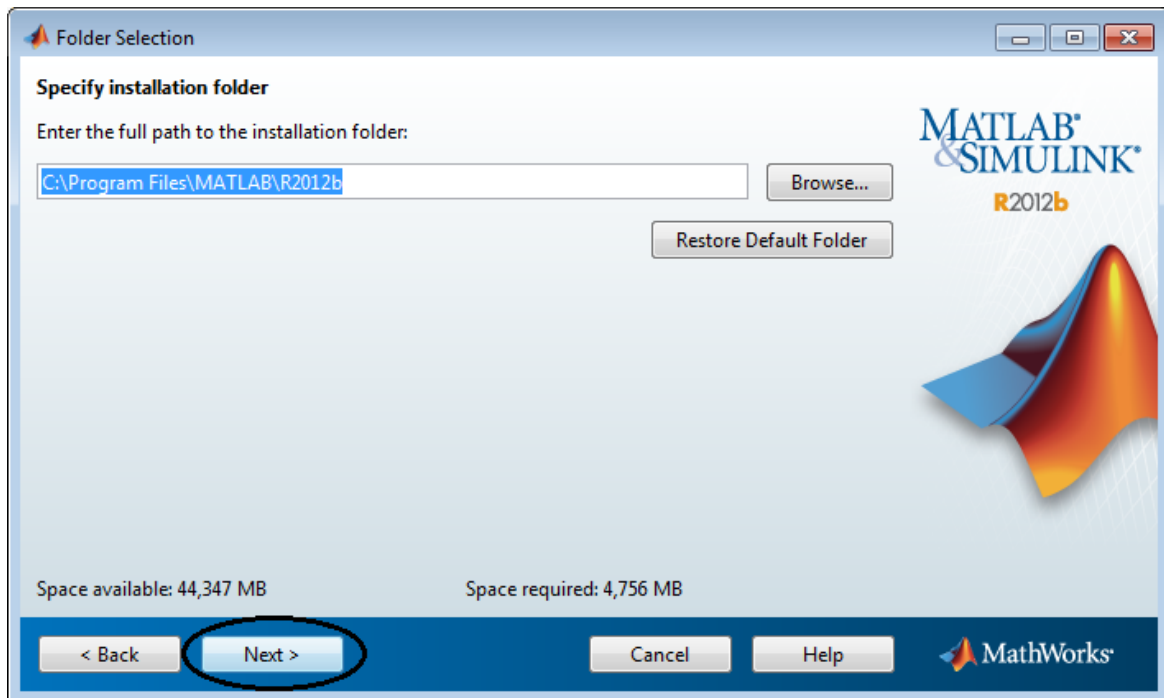 Folder Selection
Specify installation folder
Enter the full path to the installation folder:
C:\Program Files\MATLAB\R2012b
Browse...
Restore Default Folder
MATLAB®
&SIMULINK®
R2012b
Space available: 44,347 MB
Space required: 4,756 MB
< Back
Next >
Cancel
Help
MathWorks®